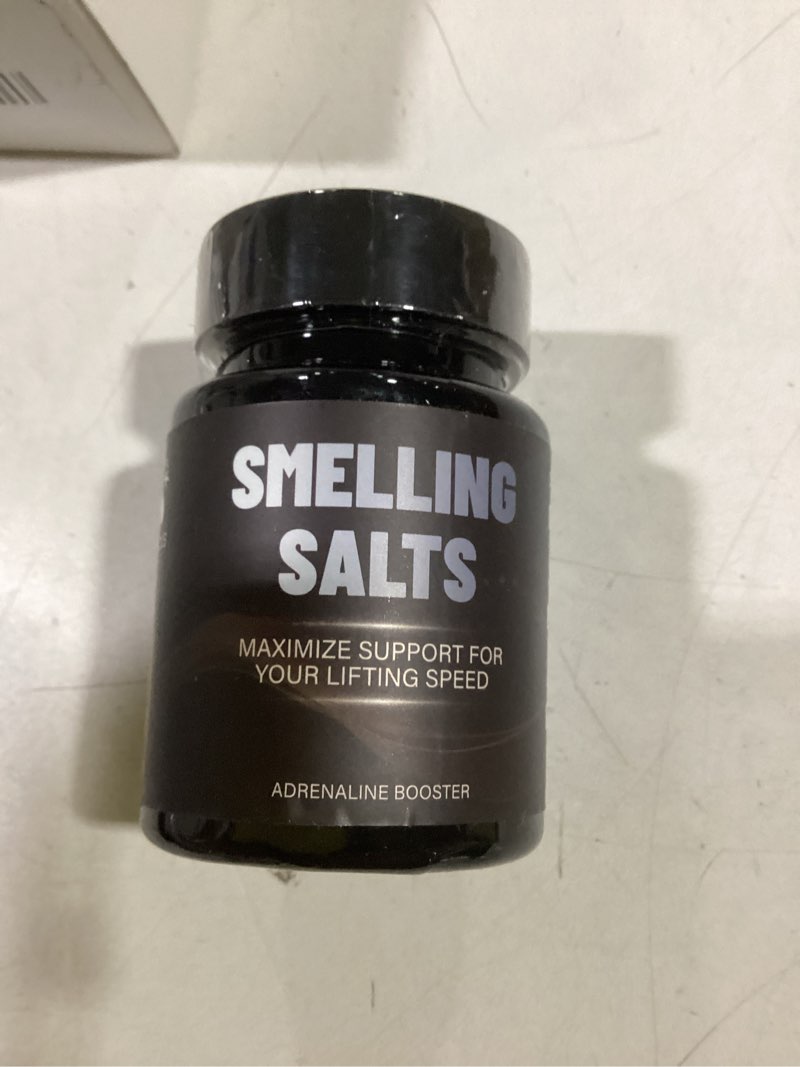 SMELLING
SALTS
MAXIMIZE SUPPORT FOR
YOUR LIFTING SPEED
ADRENALINE BOOSTER